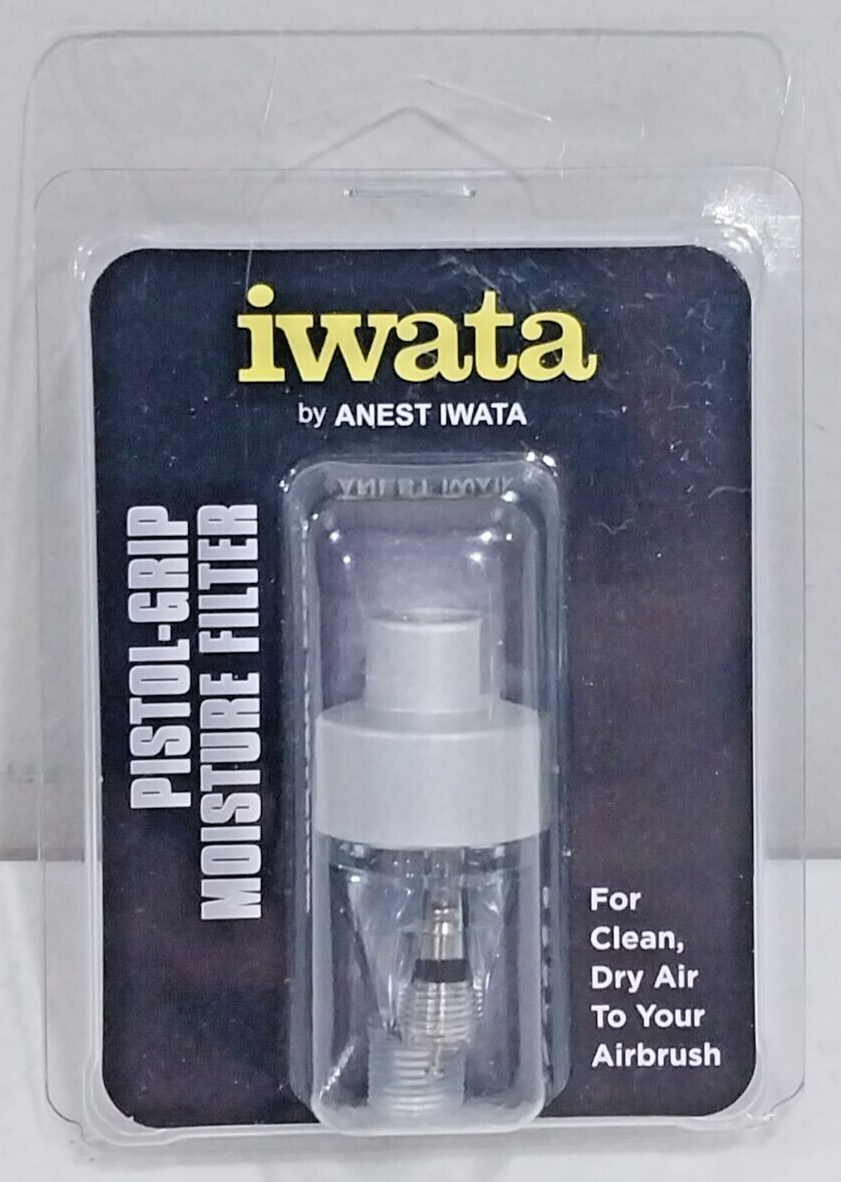 iwata
by ANEST IWATA
PISTOL-GRIP
MOISTURE FILTER
For
Clean,
Dry Air
To Your
Airbrush